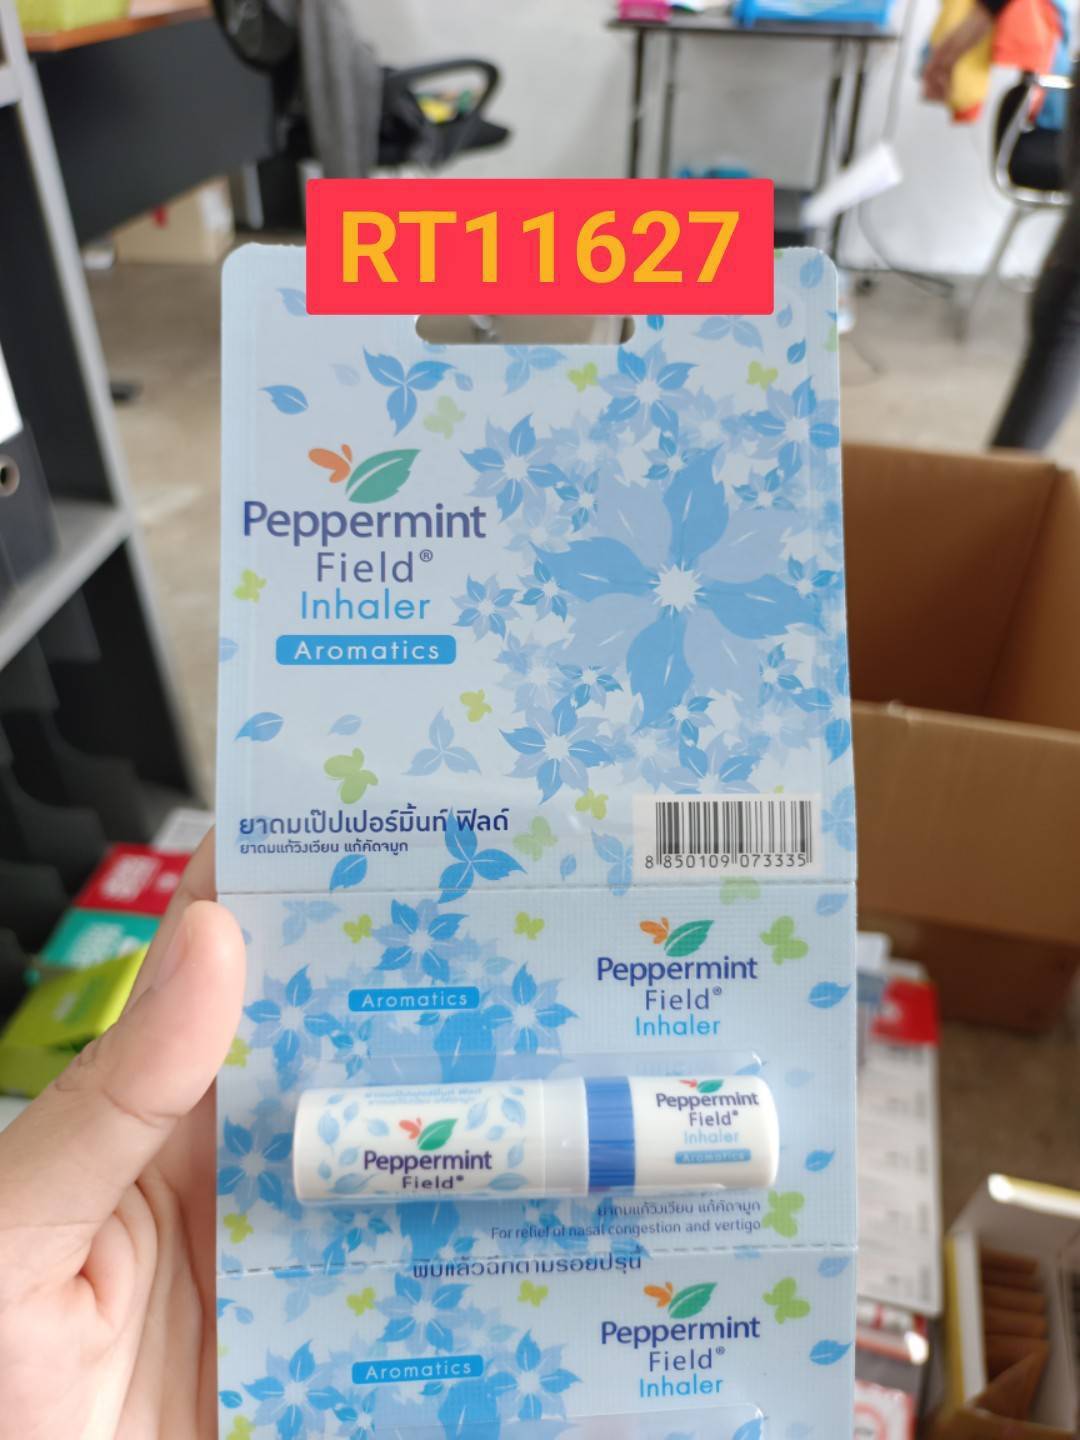 RT11627
Peppermint
Field®
Inhaler
Aromatics
ยาดมเป๊ปเปอร์มิ้นท์ ฟิลด์
ยาดมแก้วิงเวียน แก้คัดจมูก
8 850109 073335
Aromatics
Peppermint
Field®
Inhaler
Peppermint
Field®
Peppermint
Field®
Inhaler
Aromatics
ยาดมแก้วิงเวียน แก้คัดจมูก
For relief of nasal congestion and vertigo
พับแล้วฉีกตามรอยปรุนี้
Aromatics
Peppermint
Field®
Inhaler